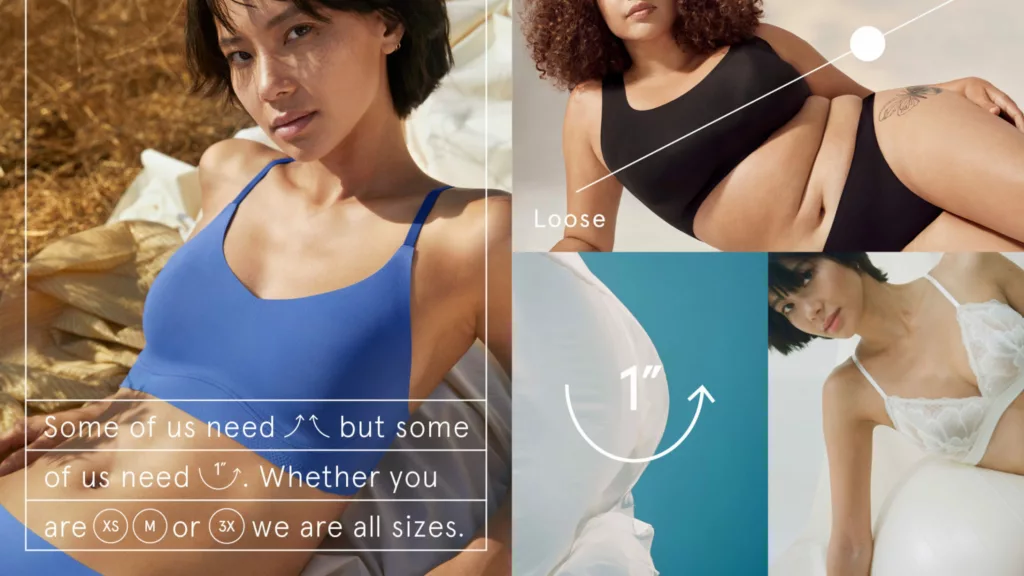 Some of us need but some
of us need 1”. Whether you
are XS M or 3X we are all sizes.
Loose
1”